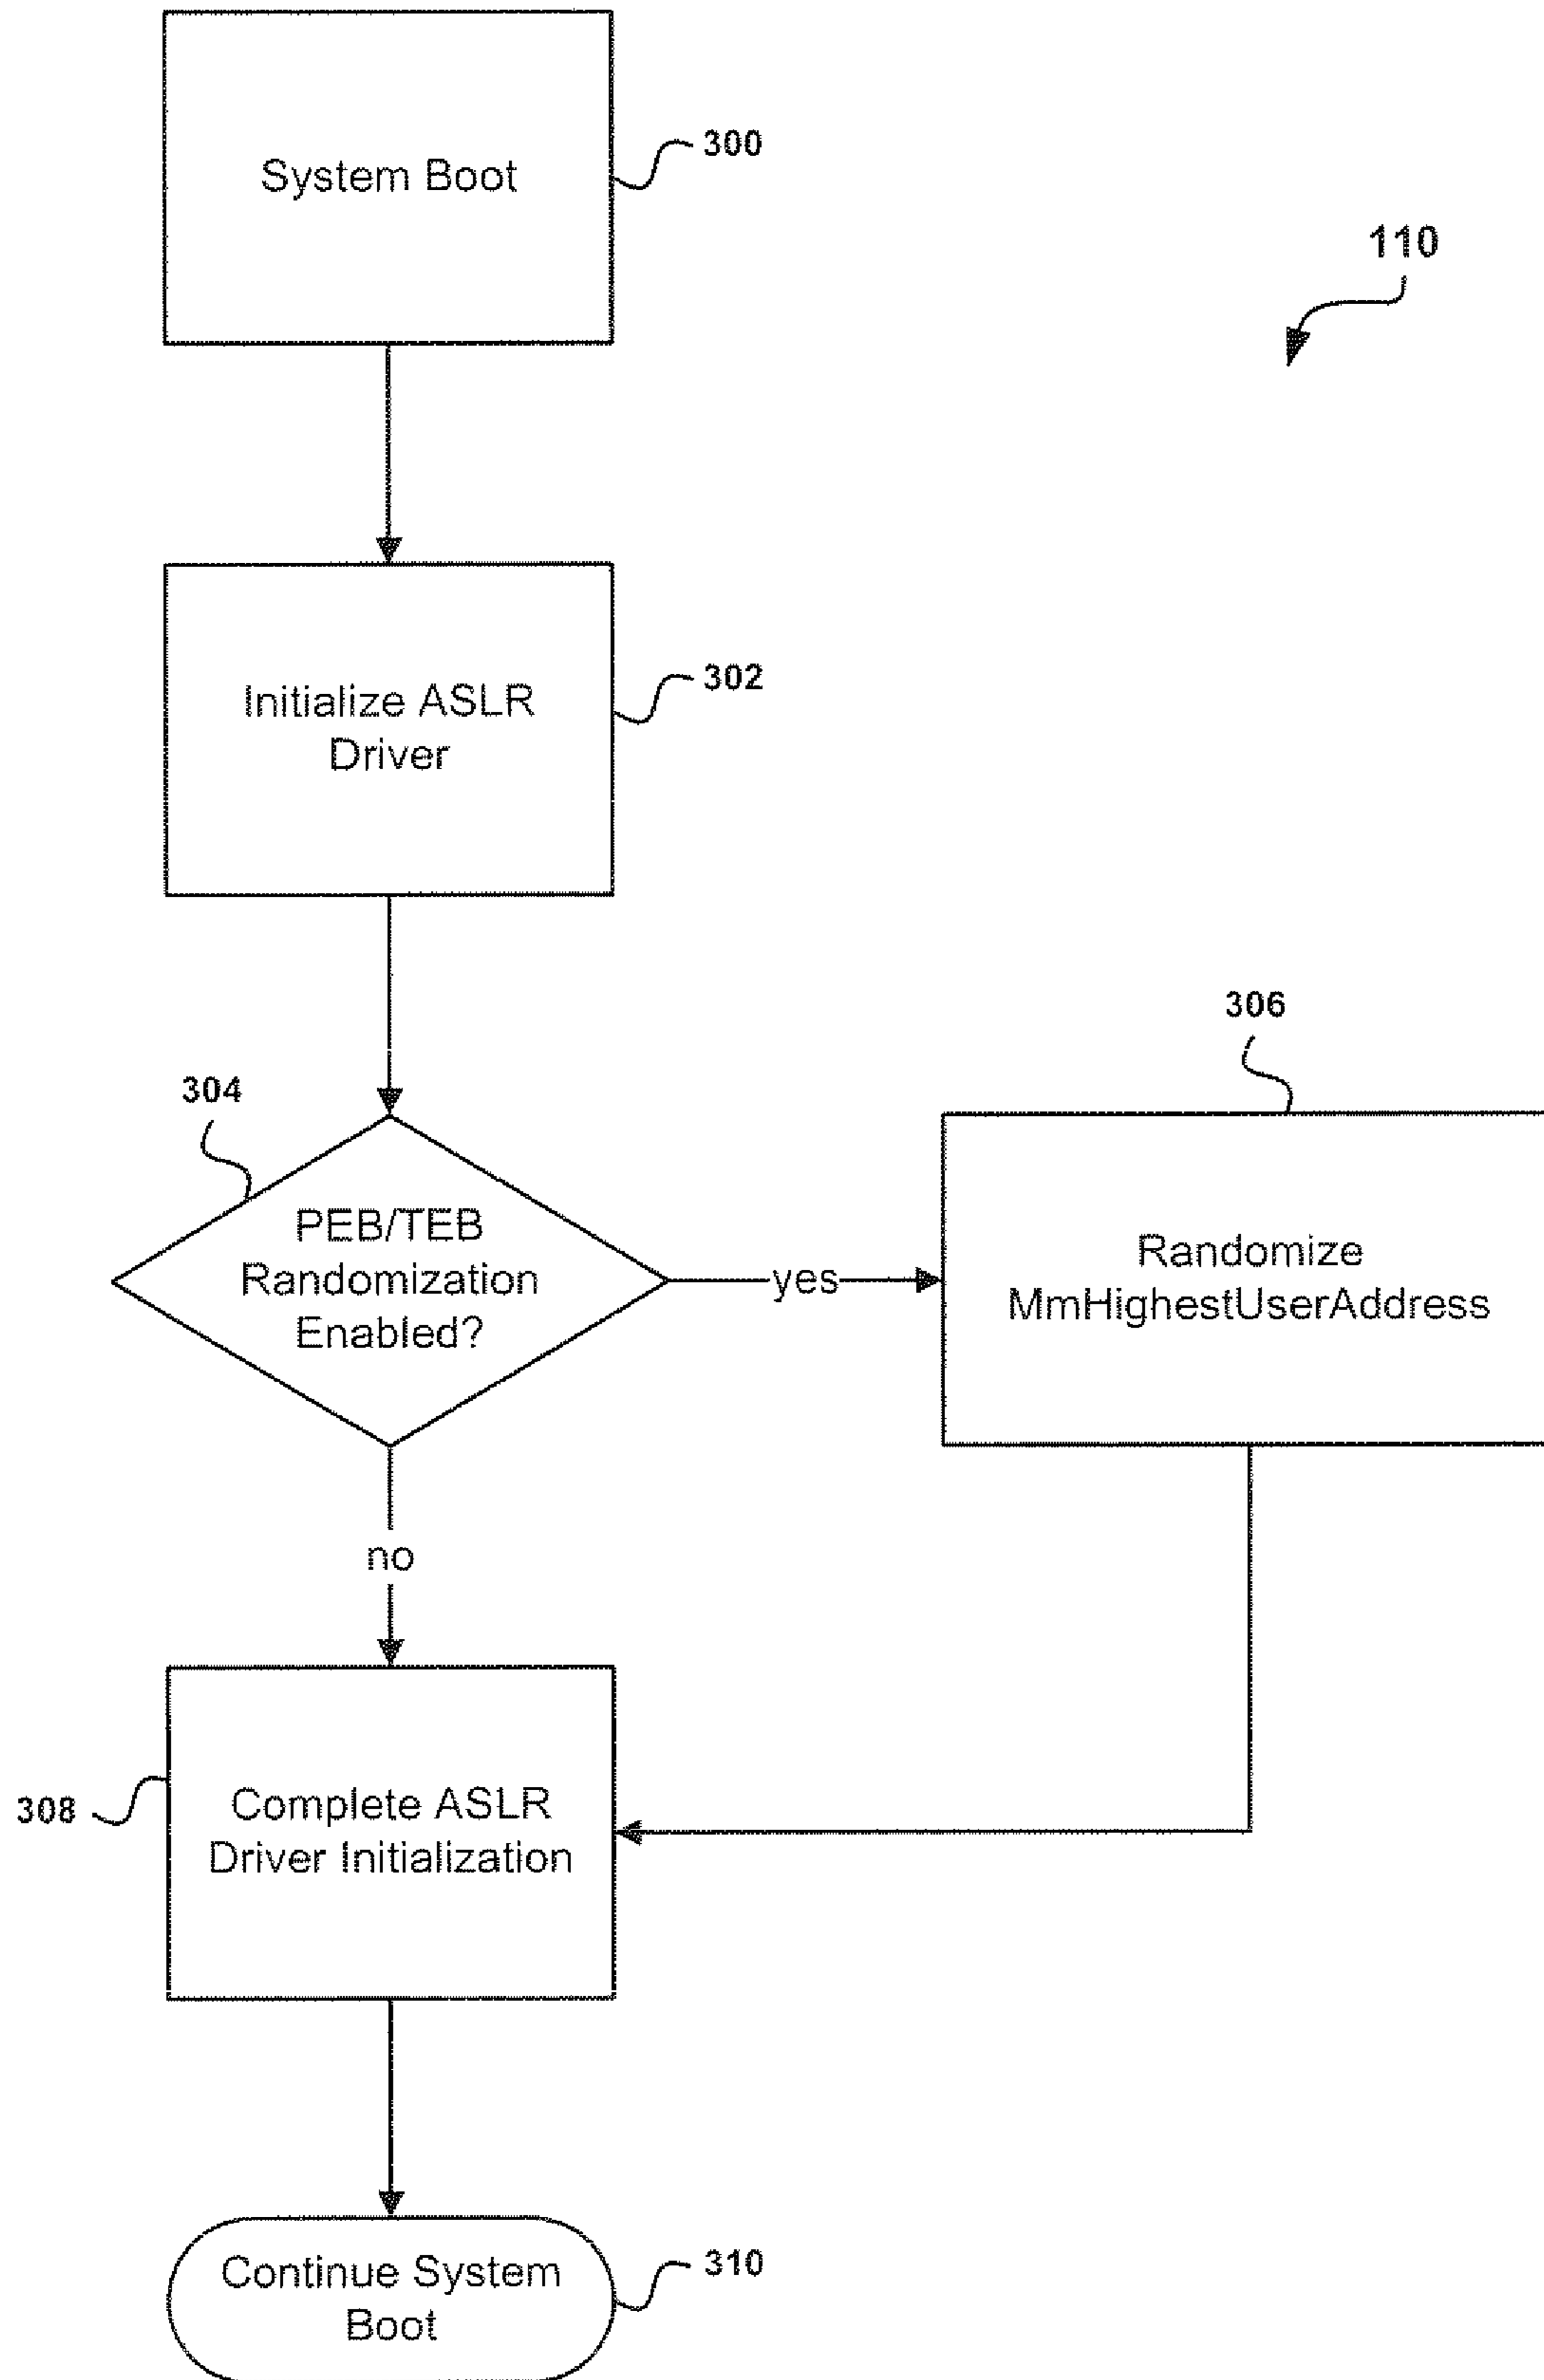 System Boot
300
110
Initialize ASLR
Driver
302
306
304
PEB/TEB
Randomization
Enabled?
yes
Randomize
MmHighestUserAddress
no
308
Complete ASLR
Driver Initialization
Continue System
Boot
310